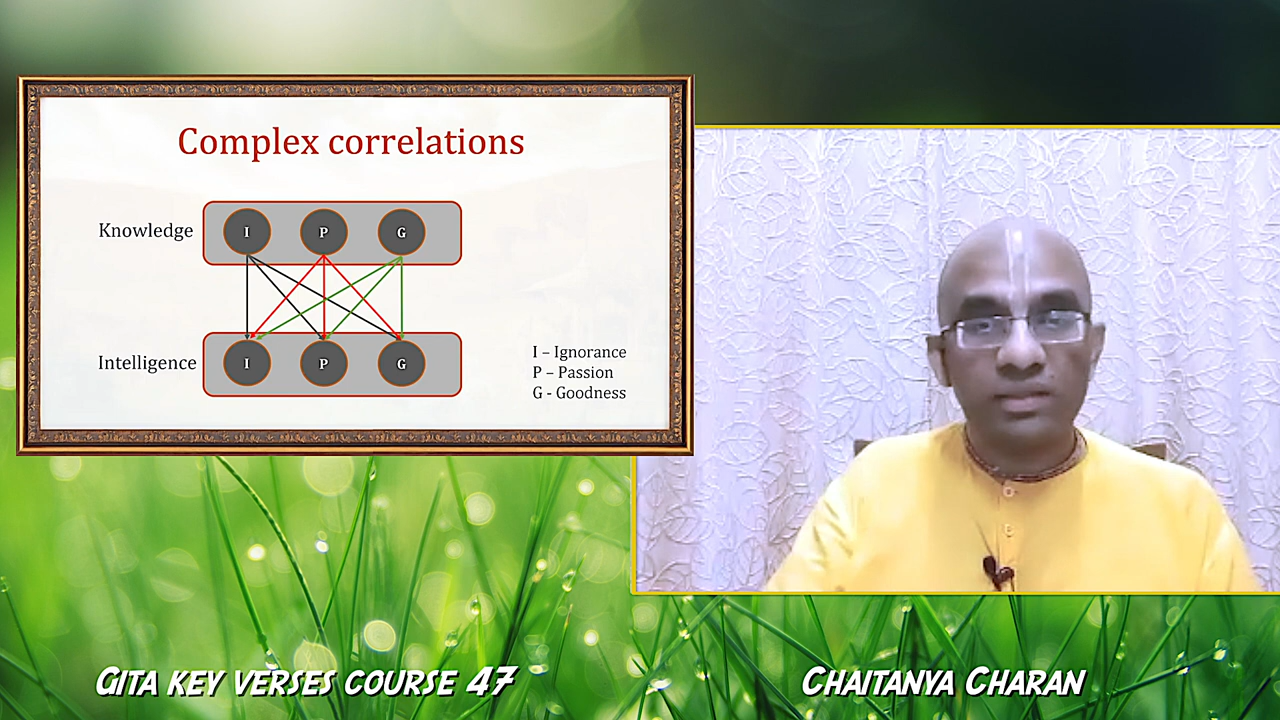 Complex correlations
Knowledge
I P G
Intelligence
I P G
I – Ignorance
P – Passion
G - Goodness
GITA KEY VERSES COURSE 47
CHAITANYA CHARAN